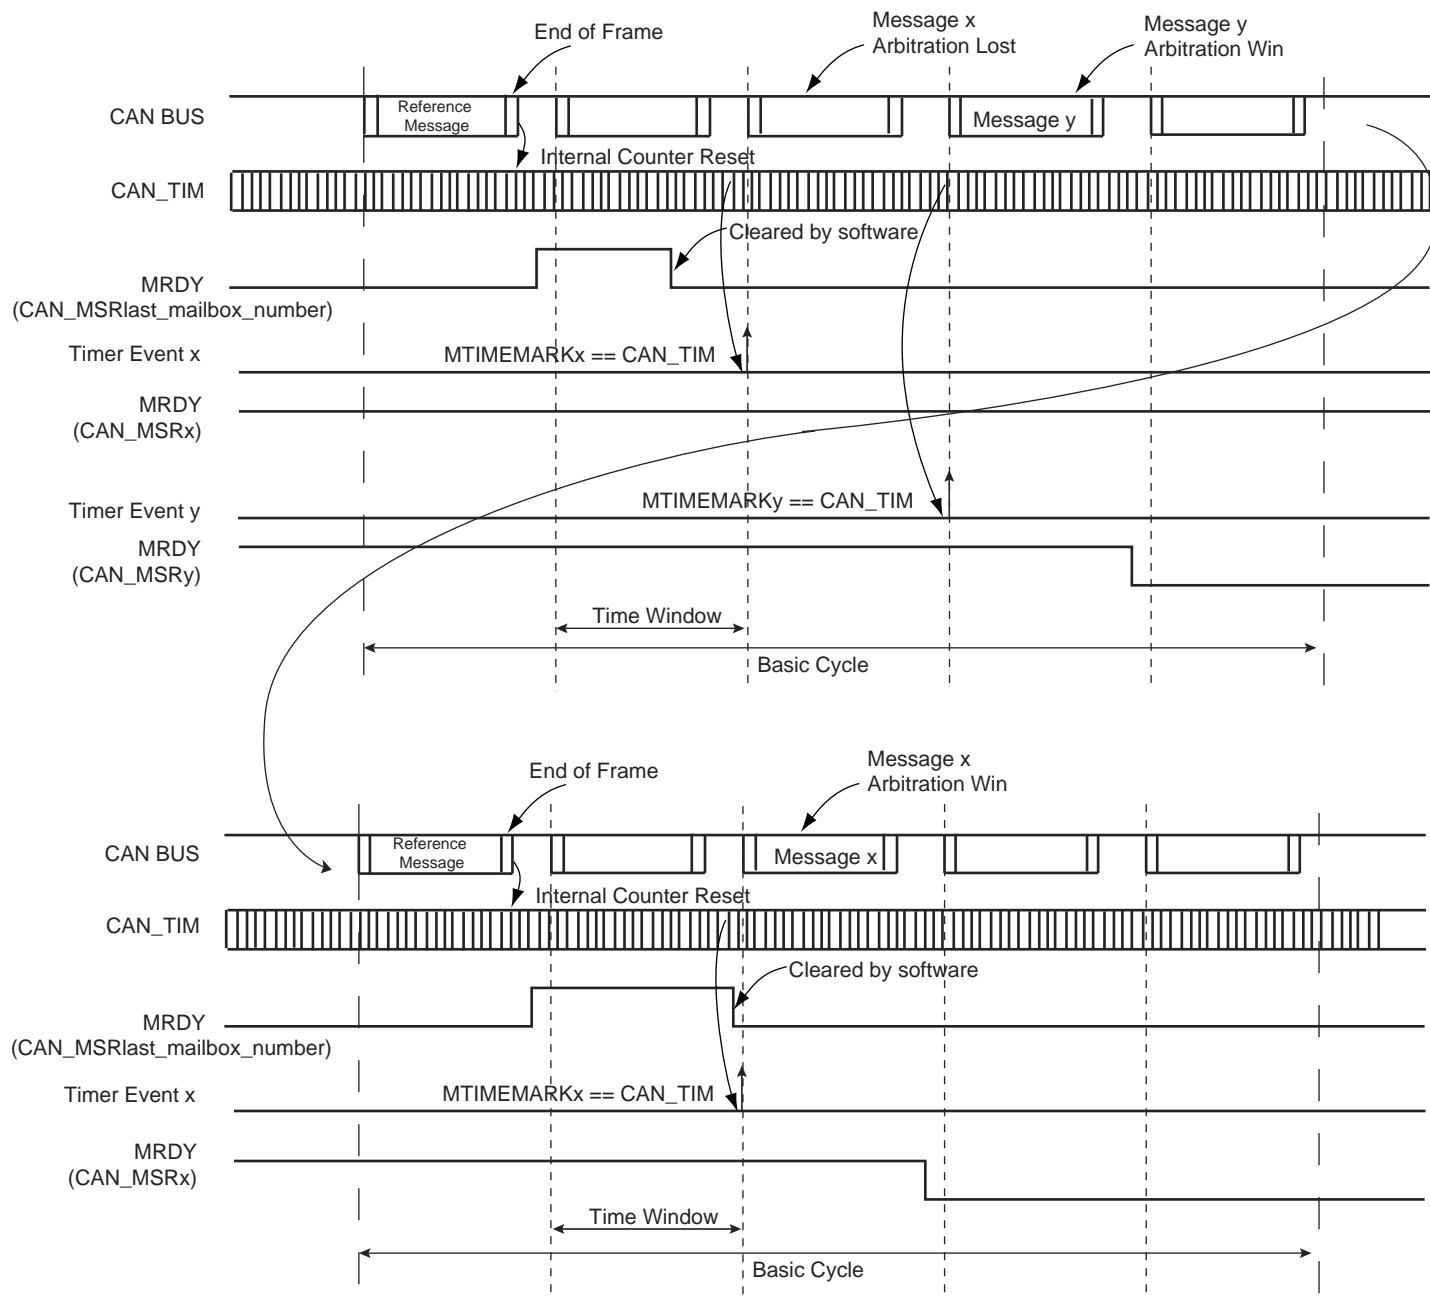 End of Frame
Message x
Arbitration Lost
Message y
Arbitration Win
CAN BUS
Reference
Message
Message y
Internal Counter Reset
CAN_TIM
Cleared by software
MRDY
(CAN_MSRlast_mailbox_number)
Timer Event x
MTIMEMARKx == CAN_TIM
MRDY
(CAN_MSRx)
MTIMEMARKy == CAN_TIM
Timer Event y
MRDY
(CAN_MSRy)
Time Window
Basic Cycle
End of Frame
Message x
Arbitration Win
CAN BUS
Reference
Message
Message x
Internal Counter Reset
CAN_TIM
Cleared by software
MRDY
(CAN_MSRlast_mailbox_number)
Timer Event x
MTIMEMARKx == CAN_TIM
MRDY
(CAN_MSRx)
Time Window
Basic Cycle